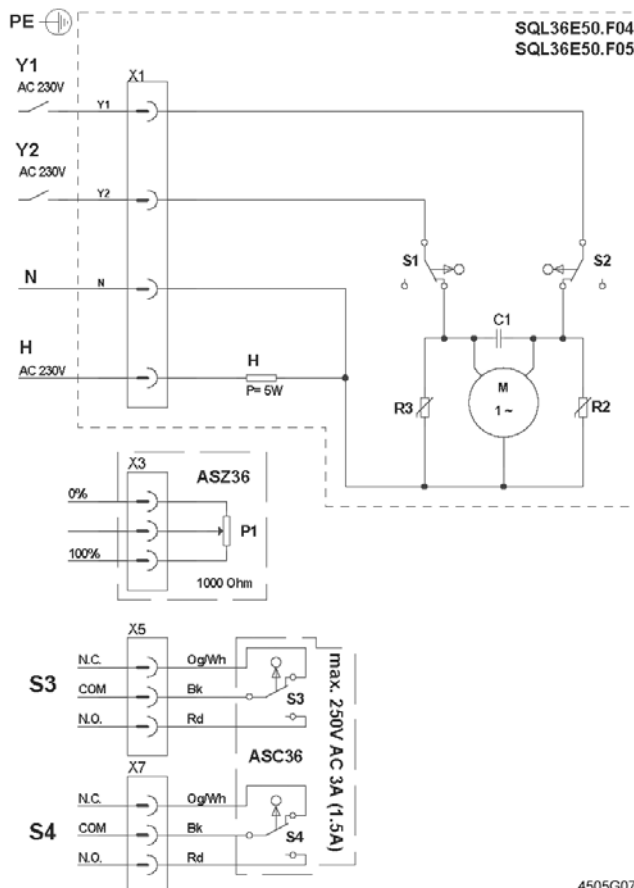 PE
SQL36E50.F04
SQL36E50.F05
Y1
AC 230V
X1
Y1
Y2
AC 230V
Y2
S1
S2
N
N
C1
H
AC 230V
H
P= 5W
M
1 ~
R3
R2
X3
ASZ36
0%
P1
100%
1000 Ohm
X5
N.C.
Og/Wh
S3
COM
Bk
S3
N.O.
Rd
max. 250V AC 3A (1.5A)
ASC36
X7
N.C.
Og/Wh
S4
COM
Bk
S4
N.O.
Rd
4505G07